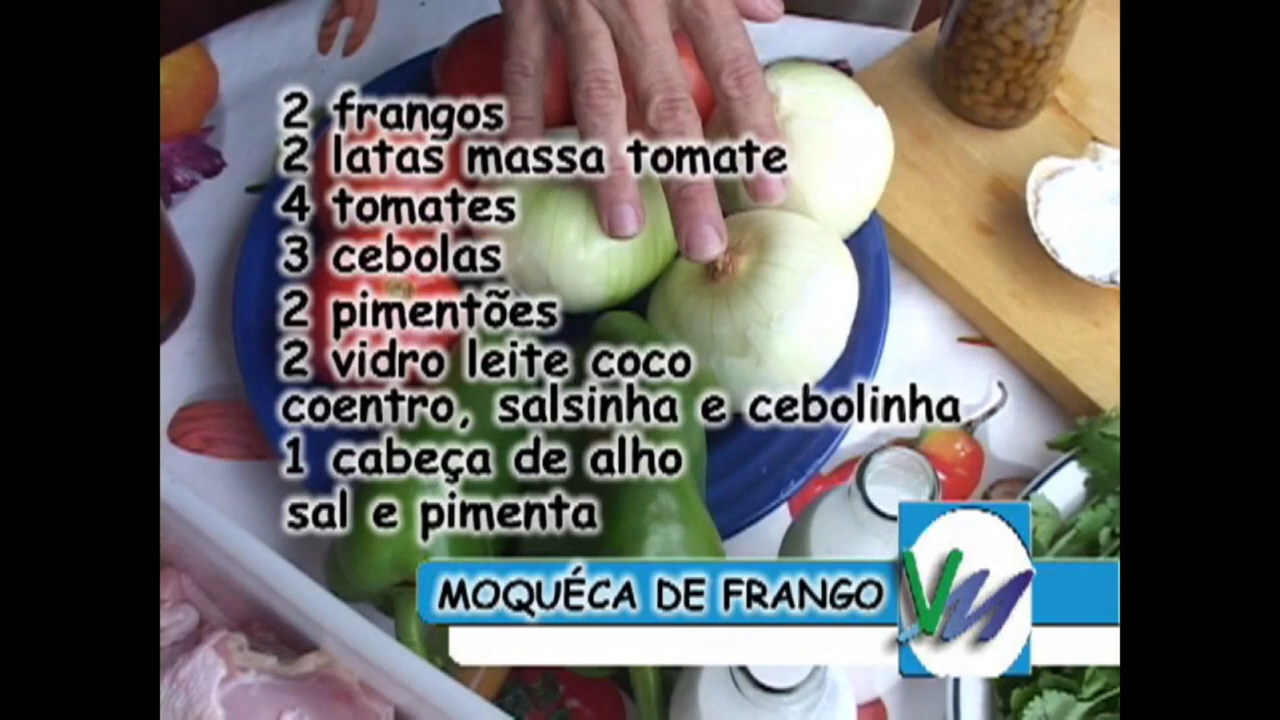 2 frangos
2 latas massa tomate
4 tomates
3 cebolas
2 pimentões
2 vidro leite coco
coentro, salsinha e cebolinha
1 cabeça de alho
sal e pimenta
MOQUÉCA DE FRANGO
VM